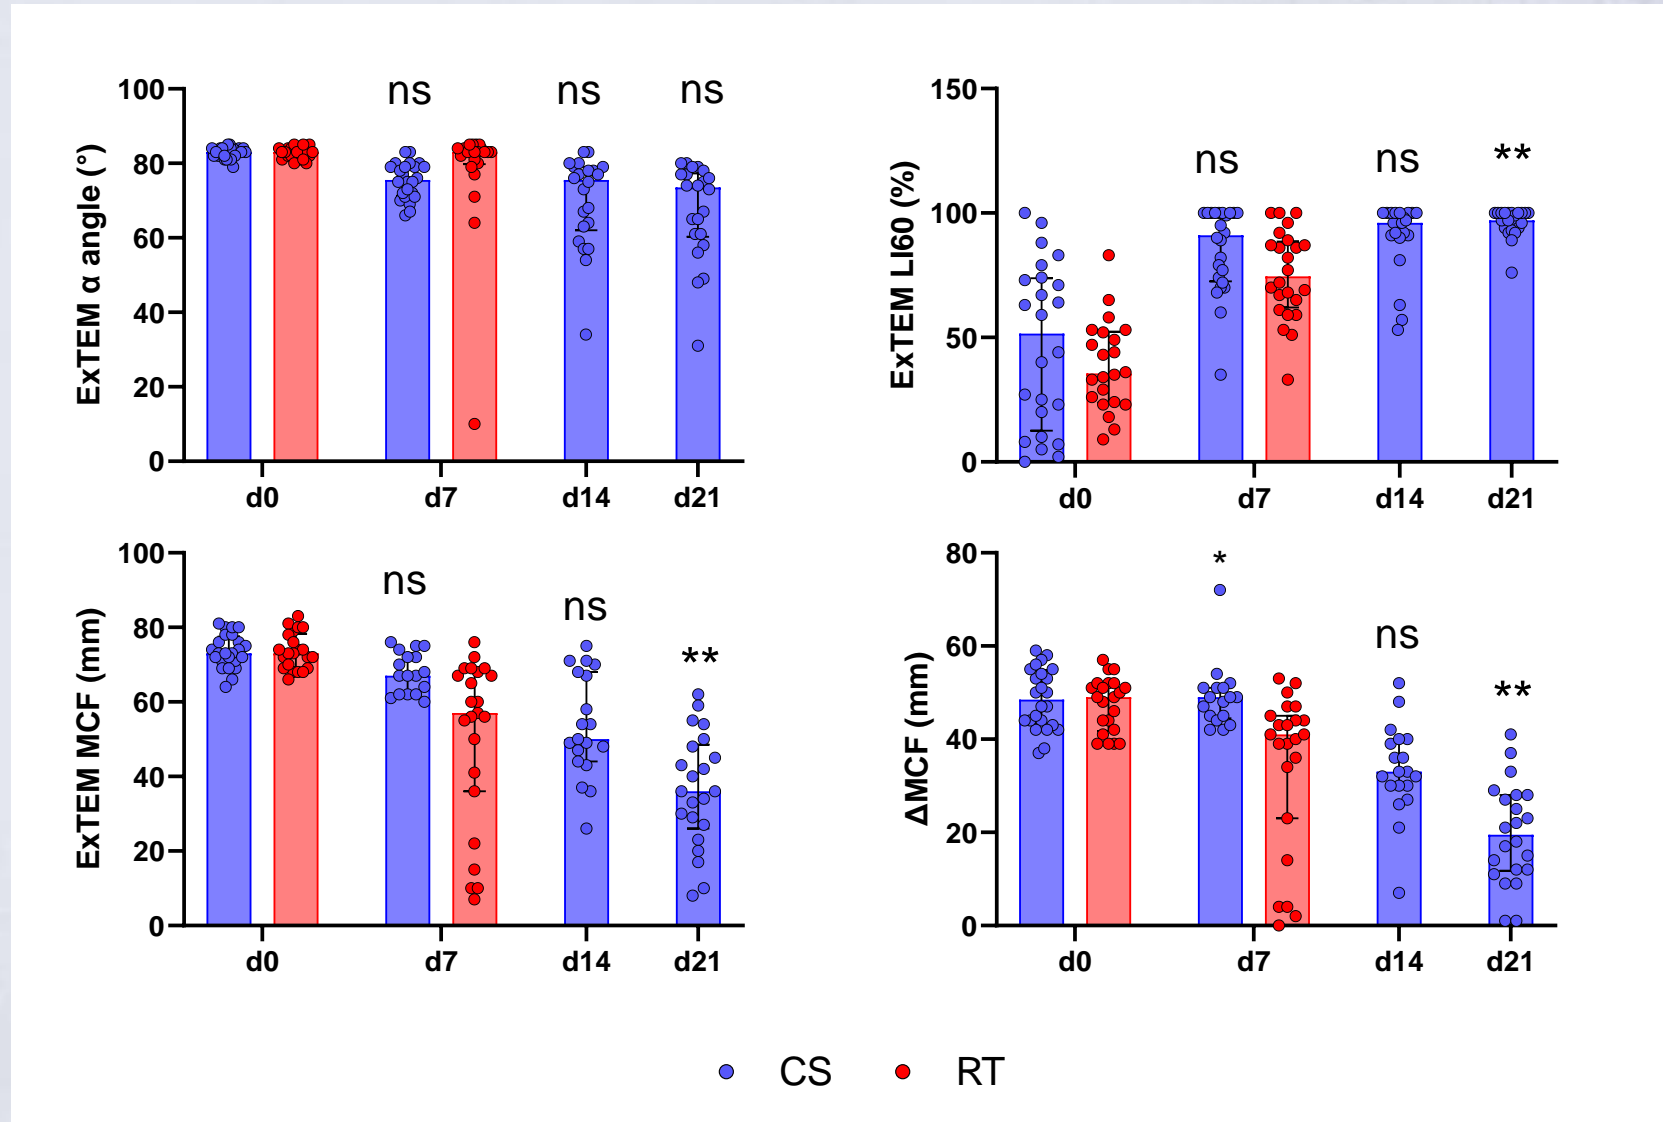 ExTEM α angle (°)
100
80
60
40
20
0
ns
ns
ns
d0
d7
d14
d21
ExTEM LI60 (%)
150
100
50
0
ns
ns
**
d0
d7
d14
d21
ExTEM MCF (mm)
100
80
60
40
20
0
ns
ns
**
d0
d7
d14
d21
ΔMCF (mm)
80
60
40
20
0
*
ns
**
d0
d7
d14
d21
CS
RT